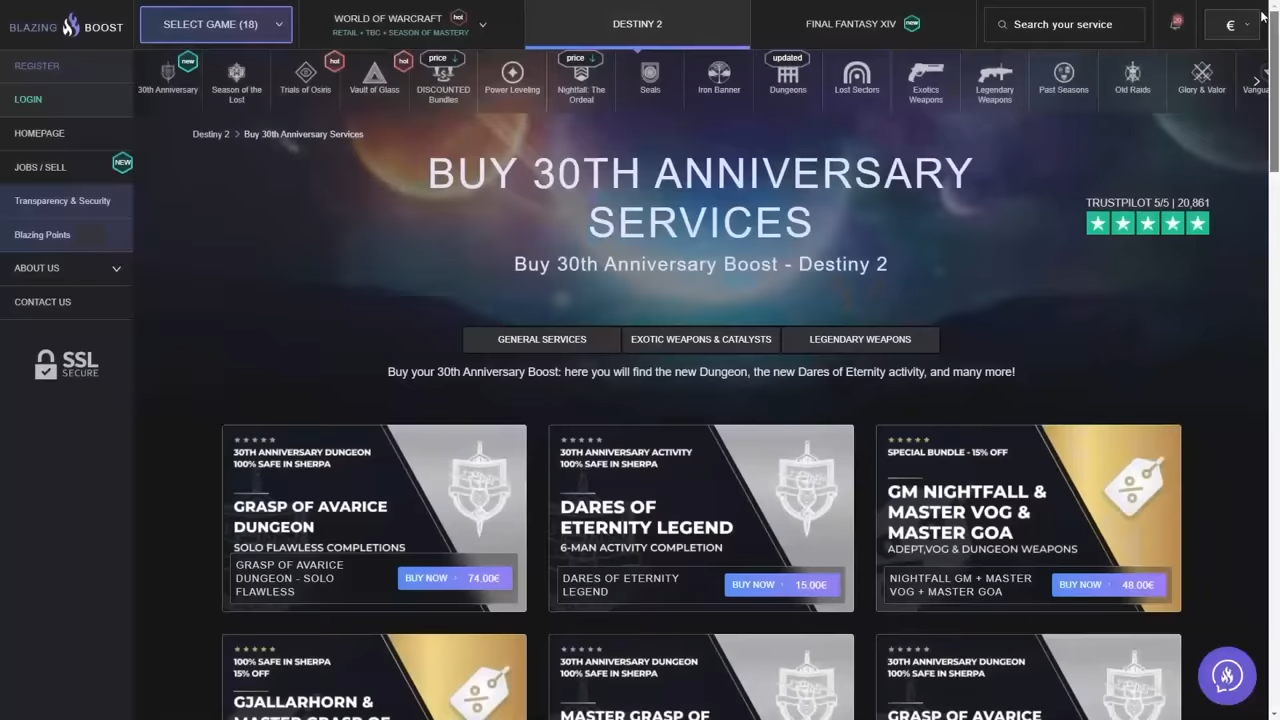 BLAZING BOOST
SELECT GAME (18)
WORLD OF WARCRAFT hot
RETAIL + TBC + SEASON OF MASTERY
DESTINY 2
FINAL FANTASY XIV new
Search your service
€
REGISTER
LOGIN
HOMEPAGE
JOBS / SELL NEW
Transparency & Security
Blazing Points
ABOUT US
CONTACT US
SSL
SECURE
new
30th Anniversary
Season of the
Lost
hot
Trials of Osiris
hot
Vault of Glass
price ↓
DISCOUNTED
Bundles
Power Leveling
price ↓
Nightfall: The
Ordeal
Seals
Iron Banner
updated
Dungeons
Lost Sectors
Exotics
Weapons
Legendary
Weapons
Past Seasons
Old Raids
Glory & Valor
Destiny 2 > Buy 30th Anniversary Services
BUY 30TH ANNIVERSARY
SERVICES
Buy 30th Anniversary Boost - Destiny 2
TRUSTPILOT 5/5 | 20,861
GENERAL SERVICES
EXOTIC WEAPONS & CATALYSTS
LEGENDARY WEAPONS
Buy your 30th Anniversary Boost: here you will find the new Dungeon, the new Dares of Eternity activity, and many more!
30TH ANNIVERSARY DUNGEON
100% SAFE IN SHERPA
GRASP OF AVARICE
DUNGEON
SOLO FLAWLESS COMPLETIONS
GRASP OF AVARICE
DUNGEON - SOLO
FLAWLESS
BUY NOW 74.00€
30TH ANNIVERSARY ACTIVITY
100% SAFE IN SHERPA
DARES OF
ETERNITY LEGEND
6-MAN ACTIVITY COMPLETION
DARES OF ETERNITY
LEGEND
BUY NOW 15.00€
SPECIAL BUNDLE - 15% OFF
GM NIGHTFALL &
MASTER VOG &
MASTER GOA
ADEPT,VOG & DUNGEON WEAPONS
NIGHTFALL GM + MASTER
VOG + MASTER GOA
BUY NOW 48.00€
100% SAFE IN SHERPA
15% OFF
GJALLARHORN &
MASTER GRASP OF
30TH ANNIVERSARY DUNGEON
100% SAFE IN SHERPA
MASTER GRASP OF
30TH ANNIVERSARY DUNGEON
100% SAFE IN SHERPA
GRASP OF AVARICE